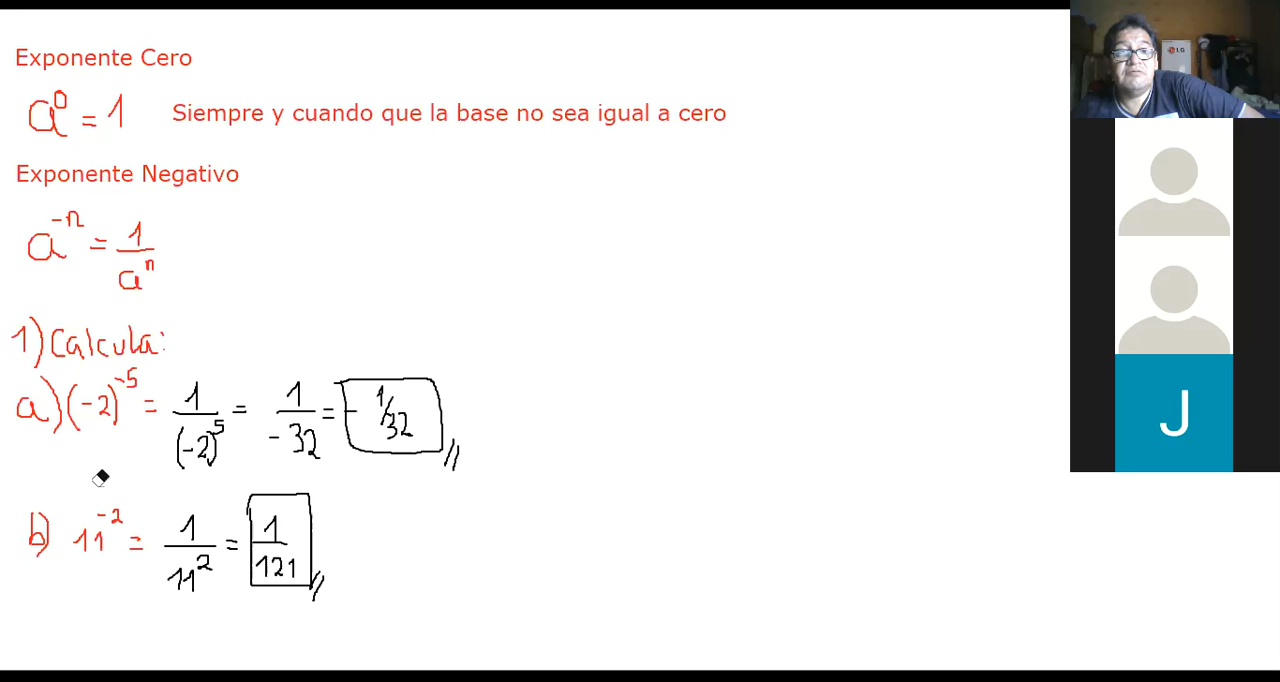 Exponente Cero
a⁰ = 1 Siempre y cuando que la base no sea igual a cero
Exponente Negativo
a⁻ⁿ = 1/aⁿ
1) Calcula:
a) (-2)⁻⁵ = 1/(-2)⁵ = 1/-32 = - 1/32 //
b) 11⁻² = 1/11² = 1/121 //
LG
J